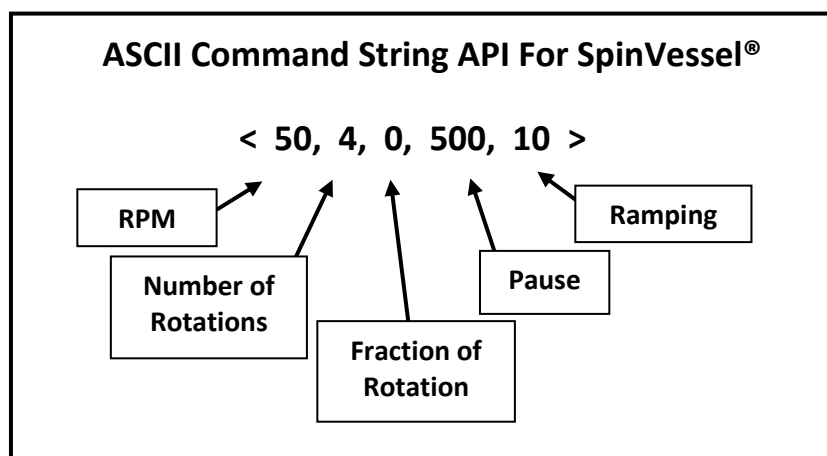 ASCII Command String API For SpinVessel®
< 50, 4, 0, 500, 10 >
RPM
Number of
Rotations
Fraction of
Rotation
Pause
Ramping